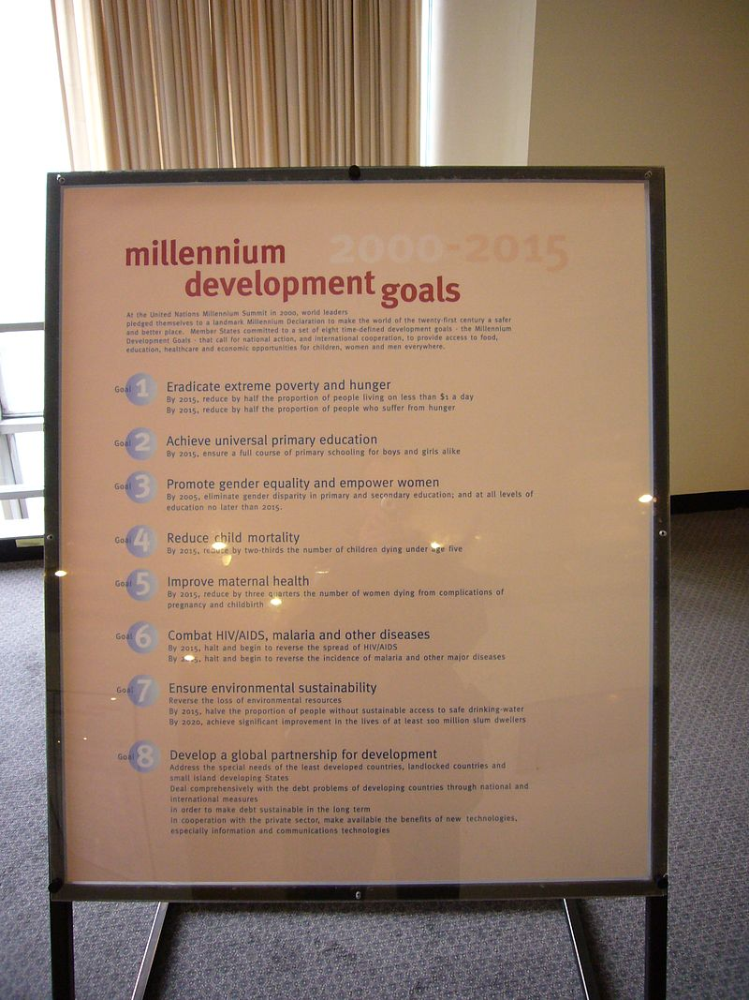 millennium 2000-2015
development goals
At the United Nations Millennium Summit in 2000, world leaders
pledged themselves to a landmark Millennium Declaration to make the world of the twenty-first century a safer
and better place. Member States committed to a set of eight time-defined development goals - the Millennium
Development Goals - that call for national action, and international cooperation, to provide access to food,
education, healthcare and economic opportunities for children, women and men everywhere.
Goal 1 Eradicate extreme poverty and hunger
By 2015, reduce by half the proportion of people living on less than $1 a day
By 2015, reduce by half the proportion of people who suffer from hunger
Goal 2 Achieve universal primary education
By 2015, ensure a full course of primary schooling for boys and girls alike
Goal 3 Promote gender equality and empower women
By 2005, eliminate gender disparity in primary and secondary education; and at all levels of
education no later than 2015.
Goal 4 Reduce child mortality
By 2015, reduce by two-thirds the number of children dying under age five
Goal 5 Improve maternal health
By 2015, reduce by three quarters the number of women dying from complications of
pregnancy and childbirth
Goal 6 Combat HIV/AIDS, malaria and other diseases
By 2015, halt and begin to reverse the spread of HIV/AIDS
By 2015, halt and begin to reverse the incidence of malaria and other major diseases
Goal 7 Ensure environmental sustainability
Reverse the loss of environmental resources
By 2015, halve the proportion of people without sustainable access to safe drinking-water
By 2020, achieve significant improvement in the lives of at least 100 million slum dwellers
Goal 8 Develop a global partnership for development
Address the special needs of the least developed countries, landlocked countries and
small island developing States
Deal comprehensively with the debt problems of developing countries through national and
international measures
in order to make debt sustainable in the long term
In cooperation with the private sector, make available the benefits of new technologies,
especially information and communications technologies